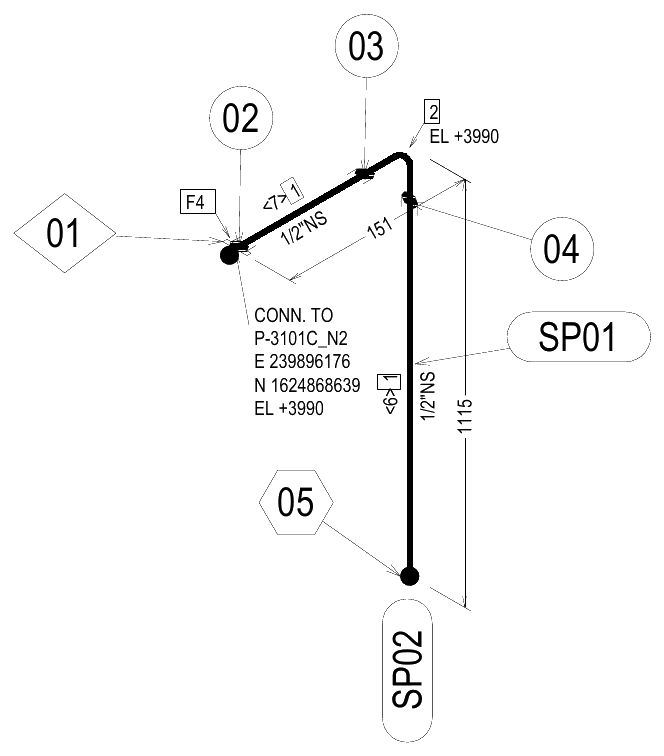 03
02
2
EL +3990
<7> 1
F4
1/2"NS
151
01
04
CONN. TO
P-3101C_N2
E 239896176
N 1624868639
EL +3990
SP01
<6> 1
1/2"NS
1115
05
SP02